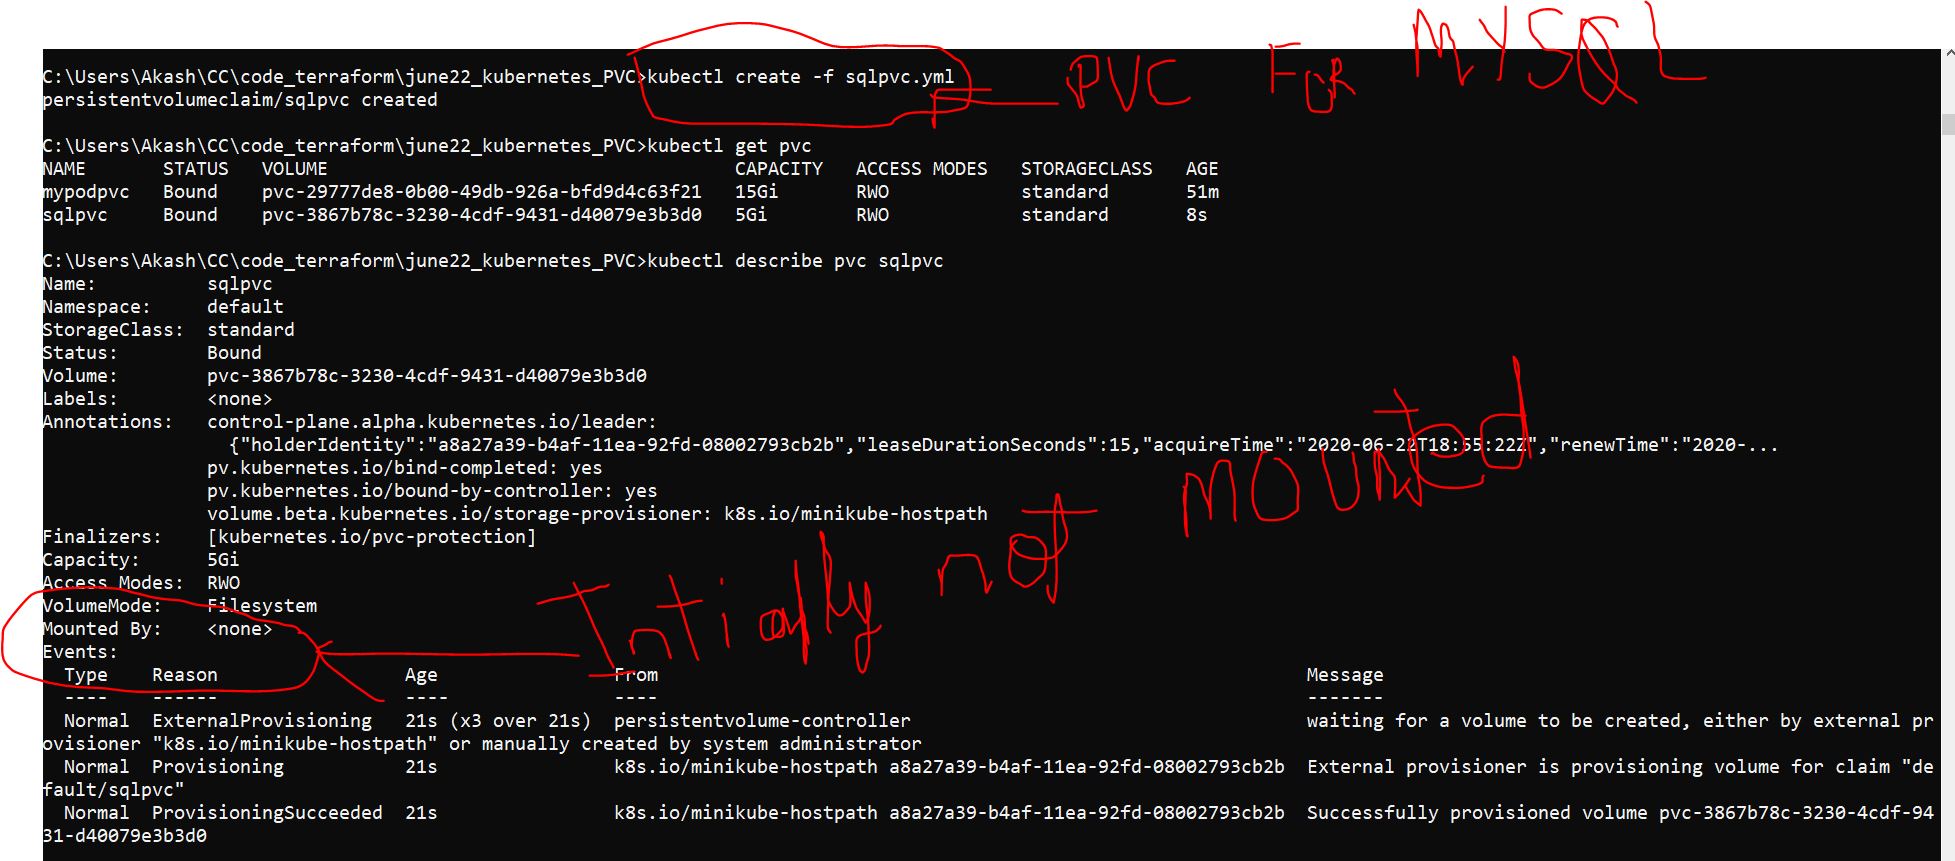 C:\Users\Akash\CC\code_terraform\june22_kubernetes_PVC>kubectl create -f sqlpvc.yml
PVC FOR MYSQL
persistentvolumeclaim/sqlpvc created
C:\Users\Akash\CC\code_terraform\june22_kubernetes_PVC>kubectl get pvc
NAME STATUS VOLUME CAPACITY ACCESS MODES STORAGECLASS AGE
mypodpvc Bound pvc-29777de8-0b00-49db-926a-bfd9d4c63f21 15Gi RWO standard 51m
sqlpvc Bound pvc-3867b78c-3230-4cdf-9431-d40079e3b3d0 5Gi RWO standard 8s
C:\Users\Akash\CC\code_terraform\june22_kubernetes_PVC>kubectl describe pvc sqlpvc
Name: sqlpvc
Namespace: default
StorageClass: standard
Status: Bound
Volume: pvc-3867b78c-3230-4cdf-9431-d40079e3b3d0
Labels: <none>
Annotations: control-plane.alpha.kubernetes.io/leader:
{"holderIdentity":"a8a27a39-b4af-11ea-92fd-08002793cb2b","leaseDurationSeconds":15,"acquireTime":"2020-06-22T18:55:22Z","renewTime":"2020-...
pv.kubernetes.io/bind-completed: yes
pv.kubernetes.io/bound-by-controller: yes
volume.beta.kubernetes.io/storage-provisioner: k8s.io/minikube-hostpath
Finalizers: [kubernetes.io/pvc-protection]
Capacity: 5Gi
Access Modes: RWO
VolumeMode: Filesystem
Mounted By: <none>
Intially not mounted
Events:
Type Reason Age From Message
---- ------ ---- ---- -------
Normal ExternalProvisioning 21s (x3 over 21s) persistentvolume-controller waiting for a volume to be created, either by external pr
ovisioner "k8s.io/minikube-hostpath" or manually created by system administrator
Normal Provisioning 21s k8s.io/minikube-hostpath a8a27a39-b4af-11ea-92fd-08002793cb2b External provisioner is provisioning volume for claim "de
fault/sqlpvc"
Normal ProvisioningSucceeded 21s k8s.io/minikube-hostpath a8a27a39-b4af-11ea-92fd-08002793cb2b Successfully provisioned volume pvc-3867b78c-3230-4cdf-94
31-d40079e3b3d0